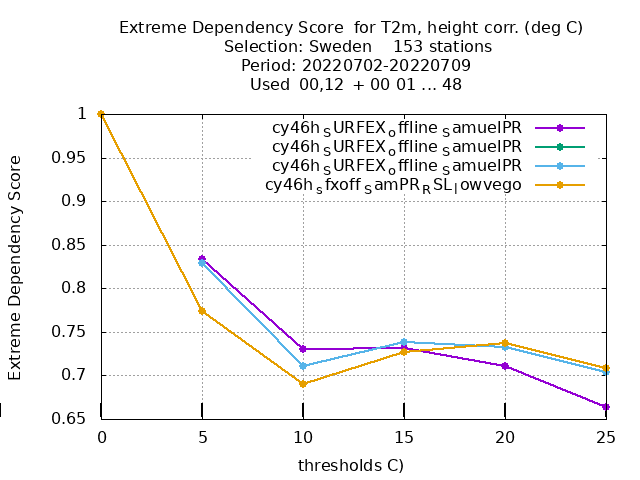 Extreme Dependency Score  for T2m, height corr. (deg C)
Selection: Sweden    153 stations
Period: 20220702-20220709
Used  00,12  + 00 01 ... 48
Extreme Dependency Score
1
0.95
0.9
0.85
0.8
0.75
0.7
0.65
cy46h_SURFEX_offline_SamuelPR
cy46h_SURFEX_offline_SamuelPR
cy46h_SURFEX_offline_SamuelPR
cy46h_sfxoff_SamPR_RSL_lowvego
0 5 10 15 20 25
thresholds C)